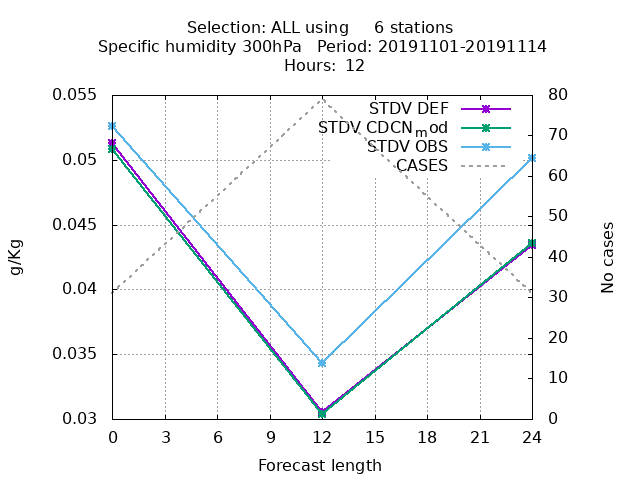 Selection: ALL using     6 stations
Specific humidity 300hPa   Period: 20191101-20191114
Hours: 12
0.055
0.05
0.045
0.04
0.035
0.03
80
70
60
50
40
30
20
10
0
STDV DEF
STDV CDCNmod
STDV OBS
CASES
g/Kg
No cases
0 3 6 9 12 15 18 21 24
Forecast length